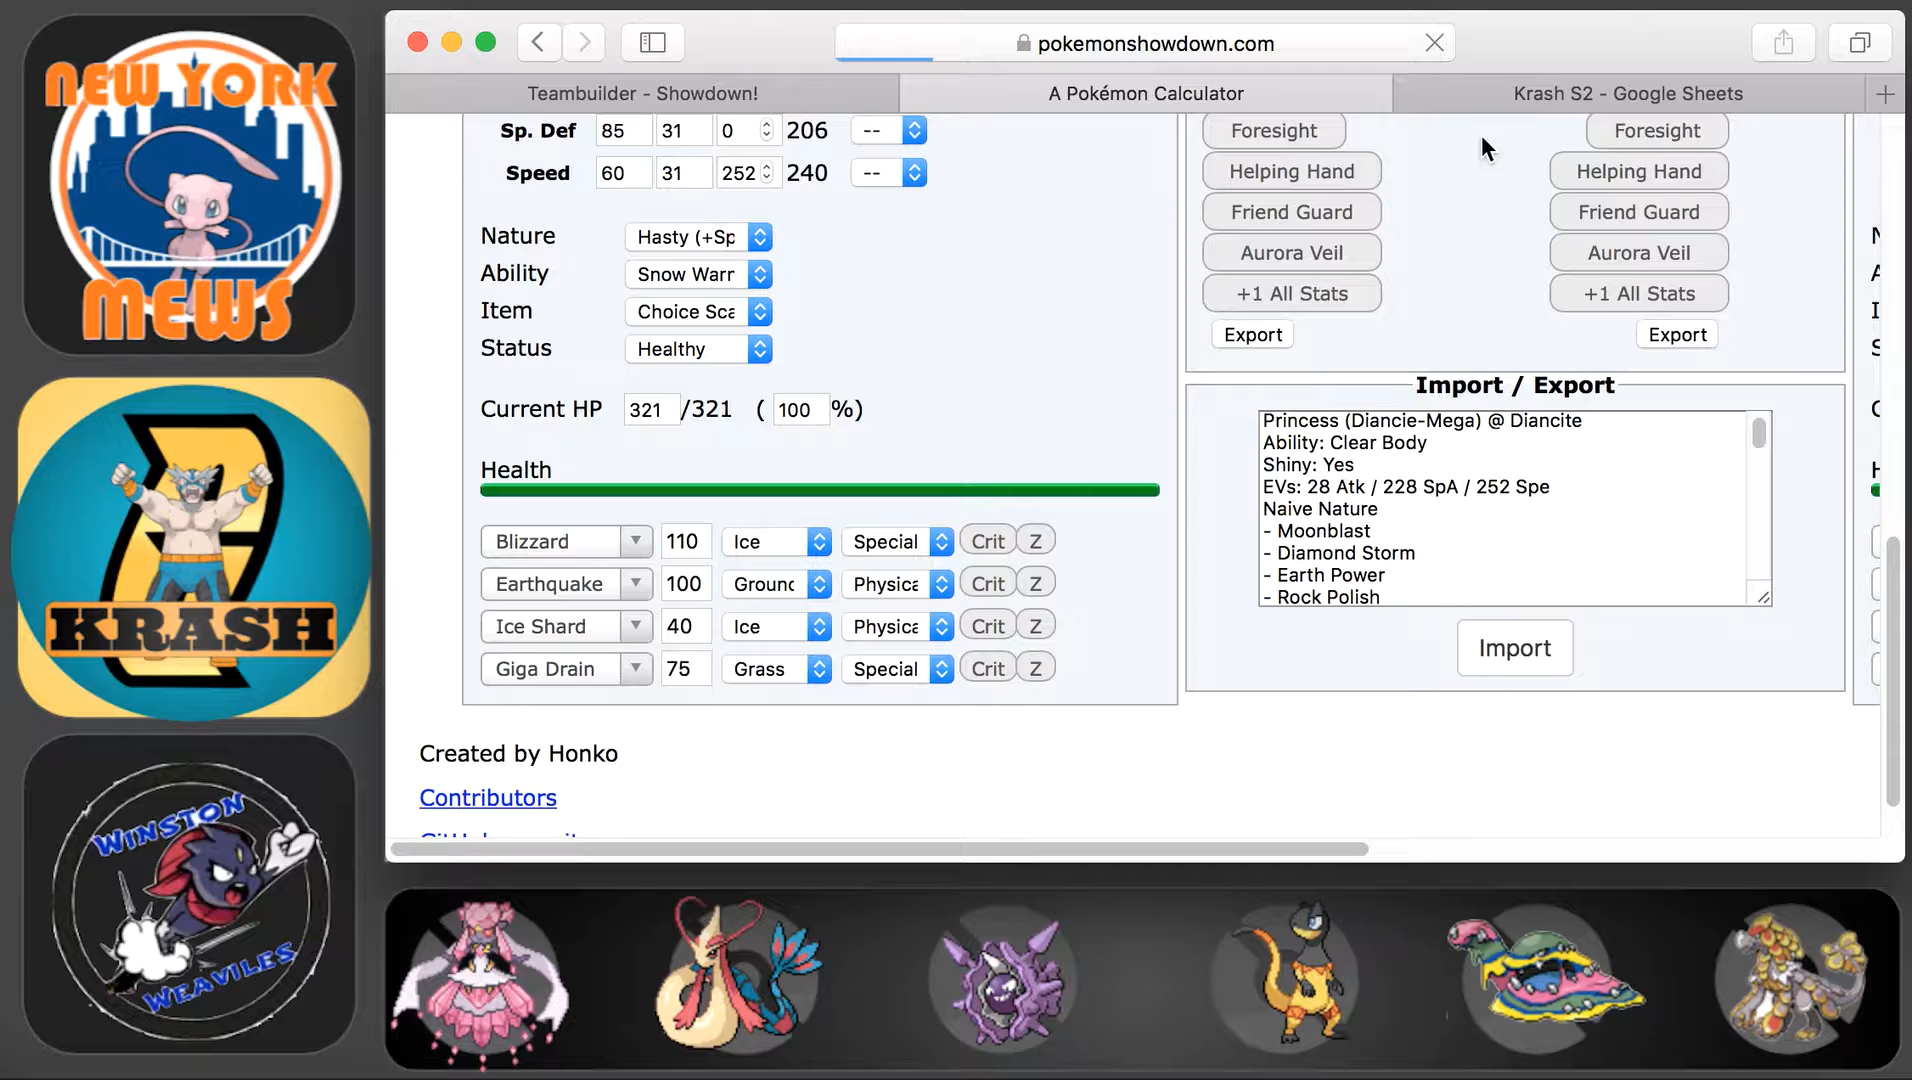 NEW YORK
MEWS
KRASH
WINSTON
WEAVILES
pokemonshowdown.com
Teambuilder - Showdown!
A Pokémon Calculator
Krash S2 - Google Sheets
Sp. Def 85 31 0 206 --
Speed 60 31 252 240 --
Nature Hasty (+Sp
Ability Snow Warr
Item Choice Sca
Status Healthy
Current HP 321 /321 ( 100 %)
Health
Blizzard 110 Ice Special Crit Z
Earthquake 100 Ground Physica Crit Z
Ice Shard 40 Ice Physica Crit Z
Giga Drain 75 Grass Special Crit Z
Created by Honko
Contributors
Foresight Foresight
Helping Hand Helping Hand
Friend Guard Friend Guard
Aurora Veil Aurora Veil
+1 All Stats +1 All Stats
Export Export
Import / Export
Princess (Diancie-Mega) @ Diancite
Ability: Clear Body
Shiny: Yes
EVs: 28 Atk / 228 SpA / 252 Spe
Naive Nature
- Moonblast
- Diamond Storm
- Earth Power
- Rock Polish
Import